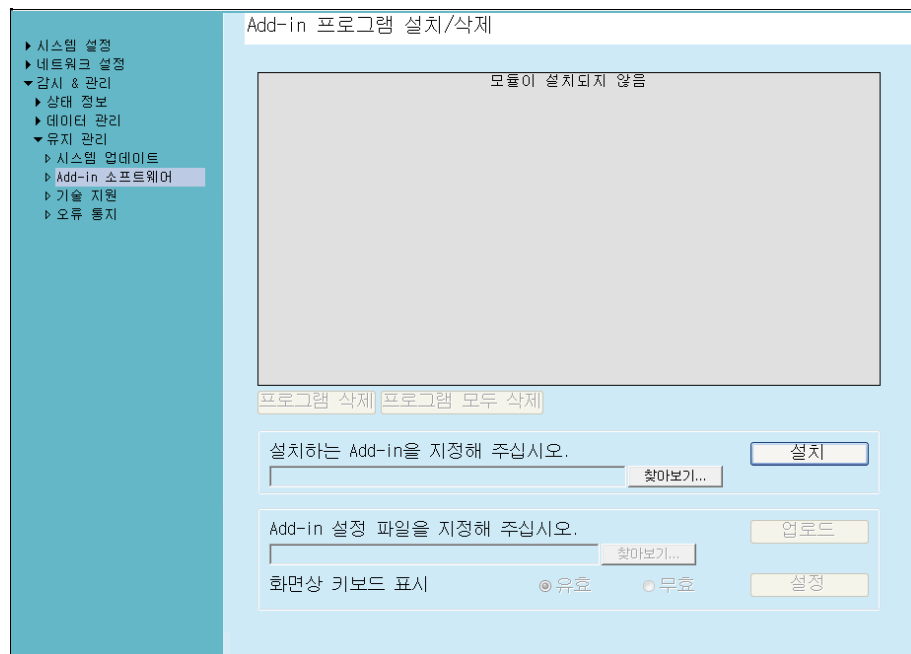 Add-in 프로그램 설치/삭제
시스템 설정
네트워크 설정
감시 & 관리
상태 정보
데이터 관리
유지 관리
시스템 업데이트
Add-in 소프트웨어
기술 지원
오류 통지
모듈이 설치되지 않음
프로그램 삭제 프로그램 모두 삭제
설치하는 Add-in을 지정해 주십시오. 설치
찾아보기...
Add-in 설정 파일을 지정해 주십시오. 업로드
찾아보기...
화면상 키보드 표시 유효 무효 설정